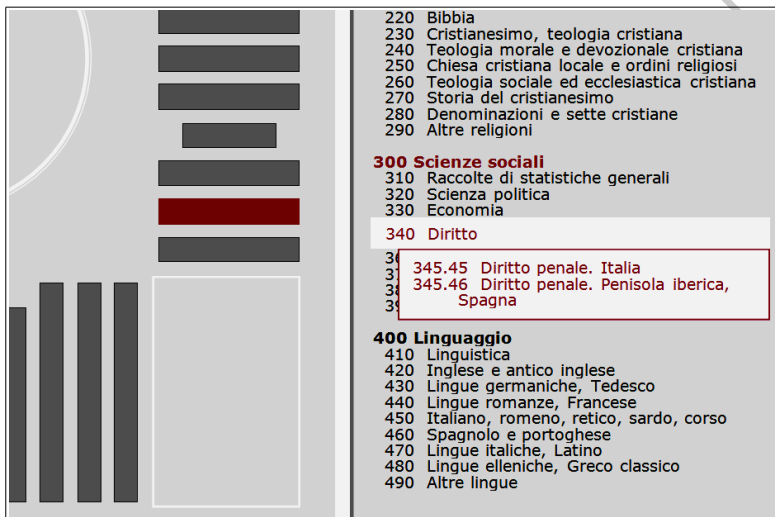 220 Bibbia
230 Cristianesimo, teologia cristiana
240 Teologia morale e devozionale cristiana
250 Chiesa cristiana locale e ordini religiosi
260 Teologia sociale ed ecclesiastica cristiana
270 Storia del cristianesimo
280 Denominazioni e sette cristiane
290 Altre religioni
300 Scienze sociali
310 Raccolte di statistiche generali
320 Scienza politica
330 Economia
340 Diritto
345.45 Diritto penale. Italia
345.46 Diritto penale. Penisola iberica,
Spagna
400 Linguaggio
410 Linguistica
420 Inglese e antico inglese
430 Lingue germaniche, Tedesco
440 Lingue romanze, Francese
450 Italiano, romeno, retico, sardo, corso
460 Spagnolo e portoghese
470 Lingue italiche, Latino
480 Lingue elleniche, Greco classico
490 Altre lingue